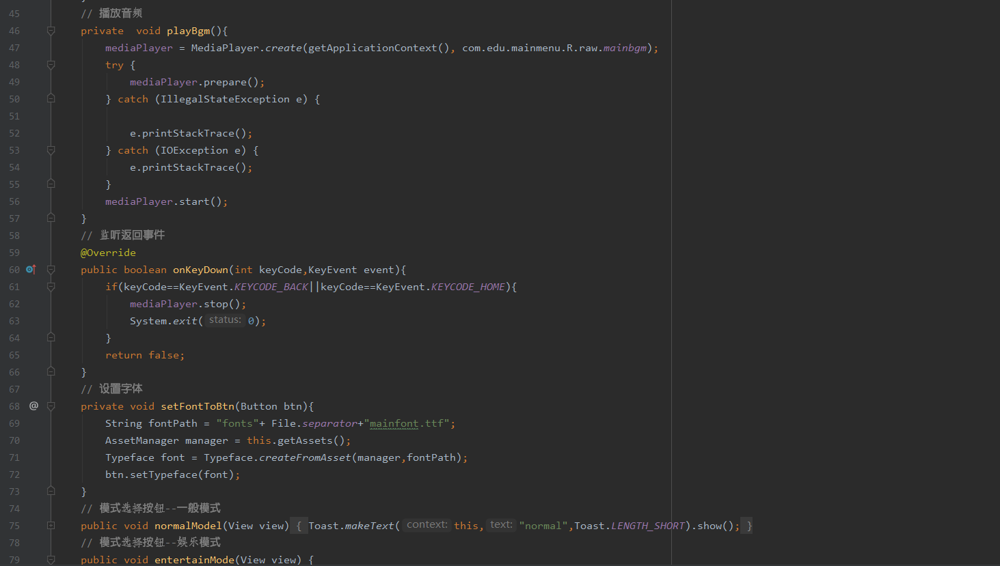 45 // 播放音频
46 private  void playBgm(){
47 mediaPlayer = MediaPlayer.create(getApplicationContext(), com.edu.mainmenu.R.raw.mainbgm);
48 try {
49 mediaPlayer.prepare();
50 } catch (IllegalStateException e) {
51
52 e.printStackTrace();
53 } catch (IOException e) {
54 e.printStackTrace();
55 }
56 mediaPlayer.start();
57 }
58 // 监听返回事件
59 @Override
60 public boolean onKeyDown(int keyCode,KeyEvent event){
61 if(keyCode==KeyEvent.KEYCODE_BACK||keyCode==KeyEvent.KEYCODE_HOME){
62 mediaPlayer.stop();
63 System.exit( status: 0);
64 }
65 return false;
66 }
67 // 设置字体
68 @ private void setFontToBtn(Button btn){
69 String fontPath = "fonts"+ File.separator+"mainfont.ttf";
70 AssetManager manager = this.getAssets();
71 Typeface font = Typeface.createFromAsset(manager,fontPath);
72 btn.setTypeface(font);
73 }
74 // 模式选择按钮--一般模式
75 public void normalModel(View view) { Toast.makeText( context: this, text: "normal",Toast.LENGTH_SHORT).show(); }
78 // 模式选择按钮--娱乐模式
79 public void entertainMode(View view) {